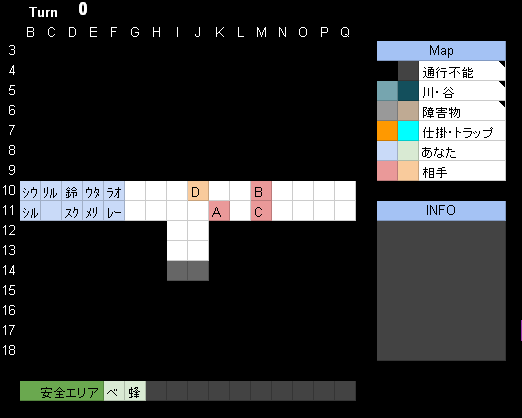 Turn 0
B C D E F G H I J K L M N O P Q
3
4
5
6
7
8
9
10 シウ リル 鈴 ウタ ラオ D B
11 シル スク メリ レー A C
12
13
14
15
16
17
18
安全エリア ベ 蜂
Map
通行不能
川・谷
障害物
仕掛・トラップ
あなた
相手
INFO